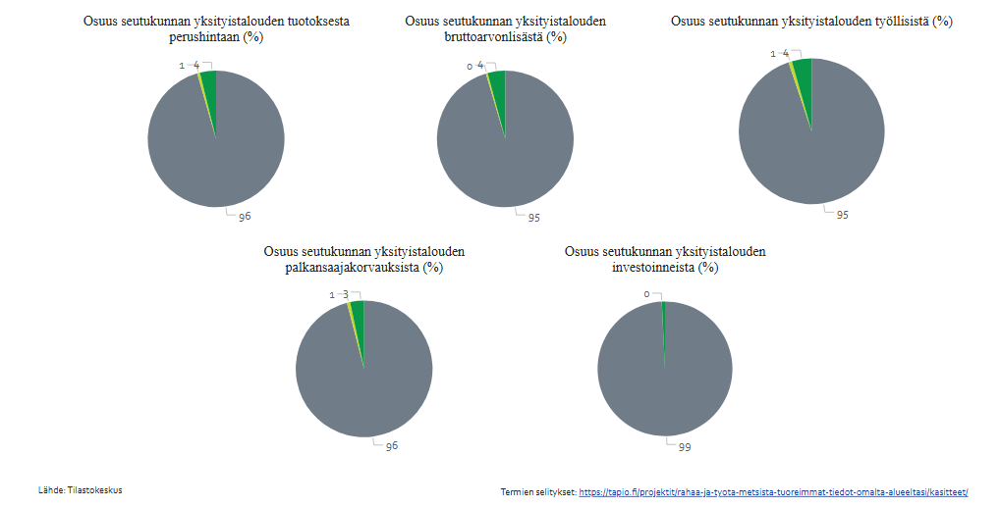 Osuus seutukunnan yksityistalouden tuotoksesta
perushintaan (%)
1 4
96
Osuus seutukunnan yksityistalouden
bruttoarvonlisästä (%)
0 4
95
Osuus seutukunnan yksityistalouden työllisistä (%)
1 4
95
Osuus seutukunnan yksityistalouden
palkansaajakorvauksista (%)
1 3
96
Osuus seutukunnan yksityistalouden
investoinneista (%)
0
99
Lähde: Tilastokeskus
Termien selitykset: https://tapio.fi/projektit/rahaa-ja-tyota-metsista-tuoreimmat-tiedot-omalta-alueeltasi/kasitteet/